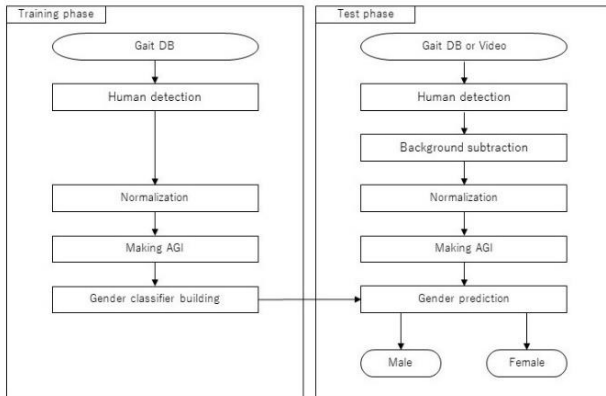 Training phase
Gait DB
Human detection
Normalization
Making AGI
Gender classifier building
Test phase
Gait DB or Video
Human detection
Background subtraction
Normalization
Making AGI
Gender prediction
Male
Female